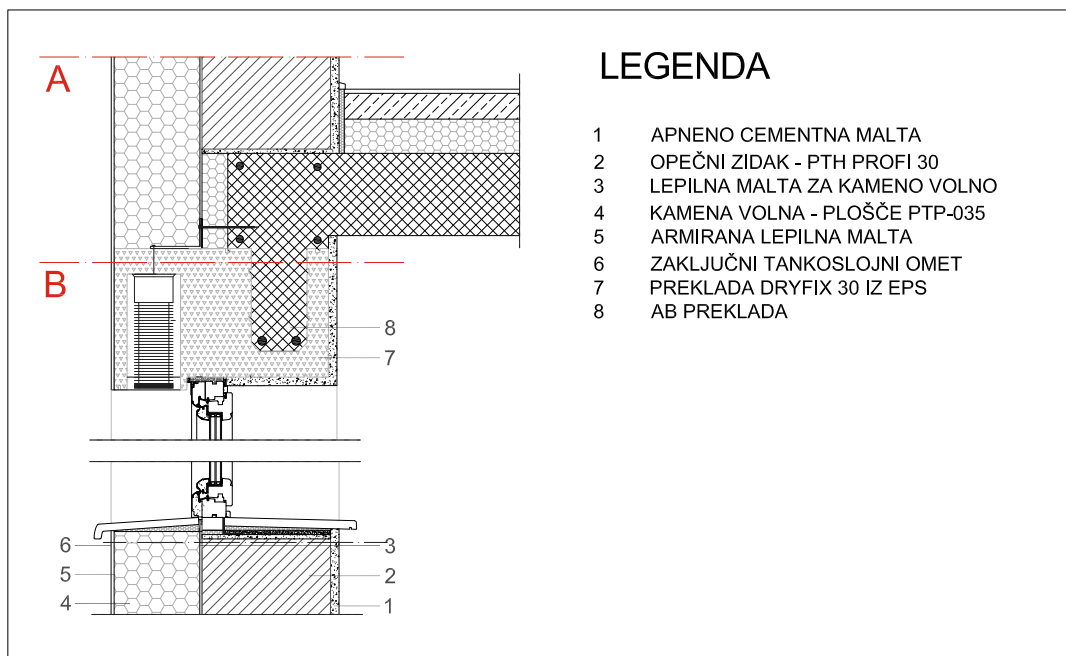 LEGENDA
A
B
1 APNENO CEMENTNA MALTA
2 OPEČNI ZIDAK - PTH PROFI 30
3 LEPILNA MALTA ZA KAMENO VOLNO
4 KAMENA VOLNA - PLOŠČE PTP-035
5 ARMIRANA LEPILNA MALTA
6 ZAKLJUČNI TANKOSLOJNI OMET
7 PREKLADA DRYFIX 30 IZ EPS
8 AB PREKLADA
8
7
6
5
4
3
2
1